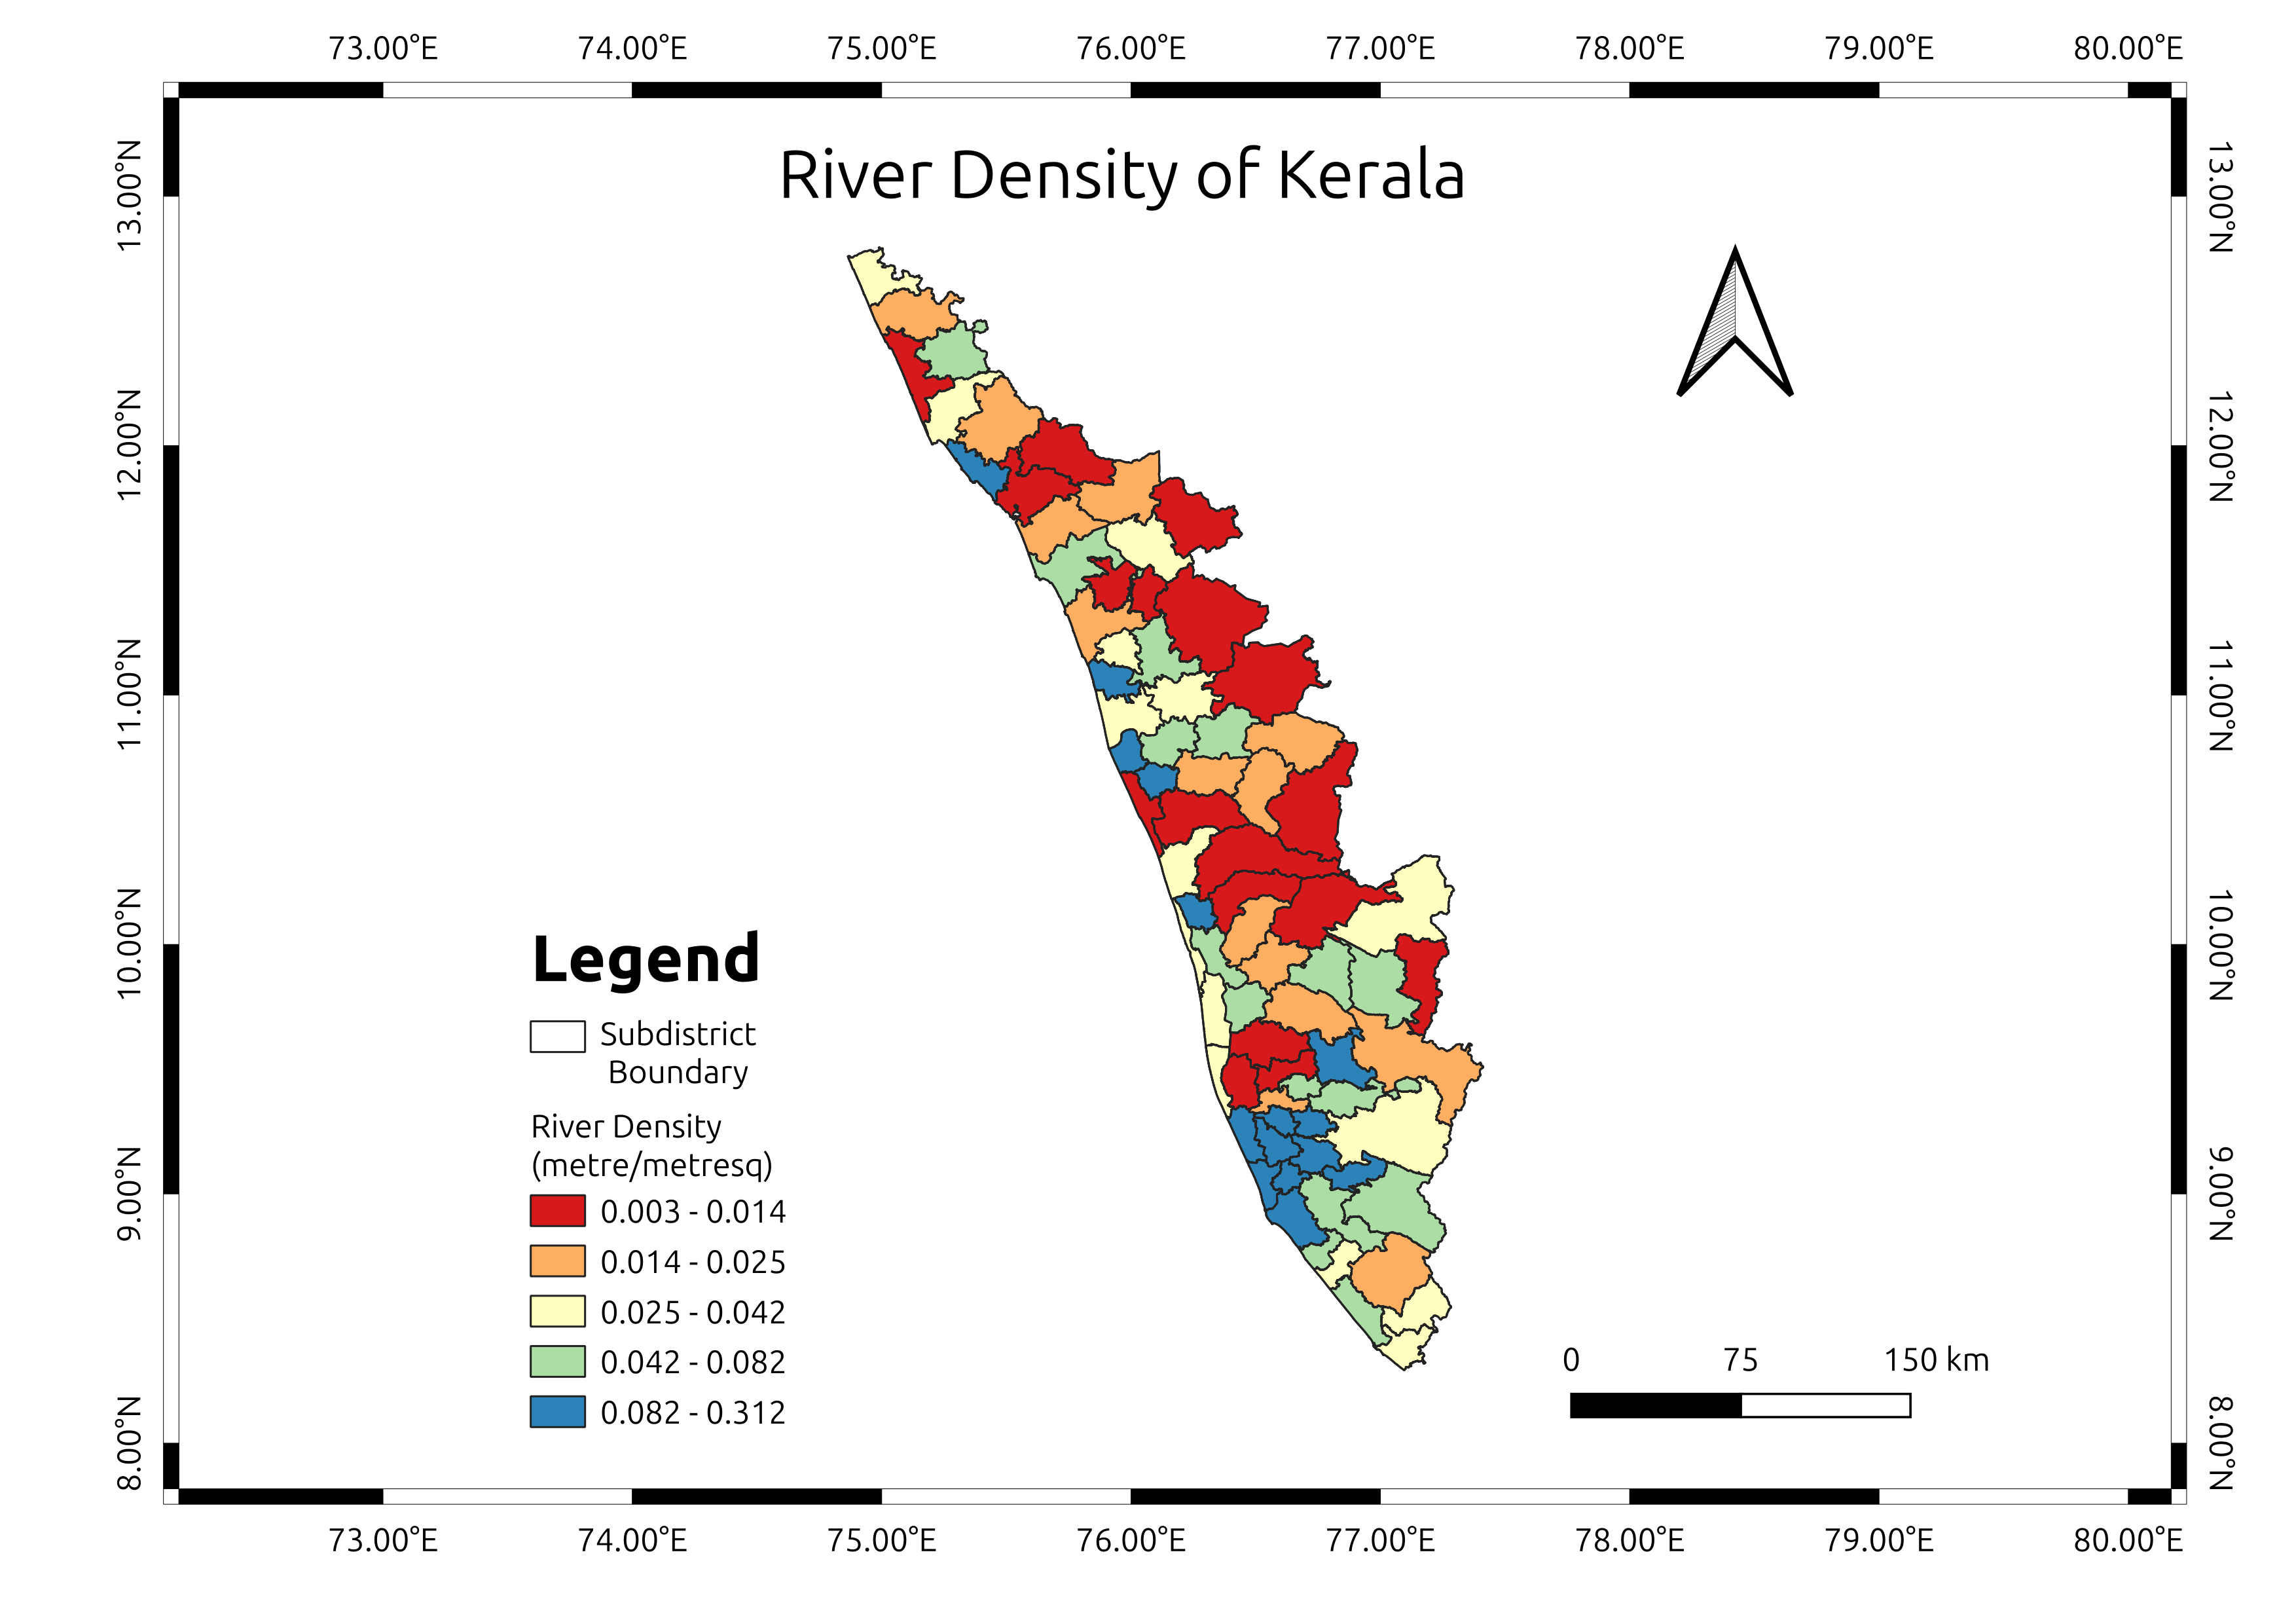 73.00°E 74.00°E 75.00°E 76.00°E 77.00°E 78.00°E 79.00°E 80.00°E
River Density of Kerala
13.00°N
12.00°N
11.00°N
10.00°N
9.00°N
8.00°N
13.00°N
12.00°N
11.00°N
10.00°N
9.00°N
8.00°N
Legend
Subdistrict
Boundary
River Density
(metre/metresq)
0.003 - 0.014
0.014 - 0.025
0.025 - 0.042
0.042 - 0.082
0.082 - 0.312
0 75 150 km
73.00°E 74.00°E 75.00°E 76.00°E 77.00°E 78.00°E 79.00°E 80.00°E